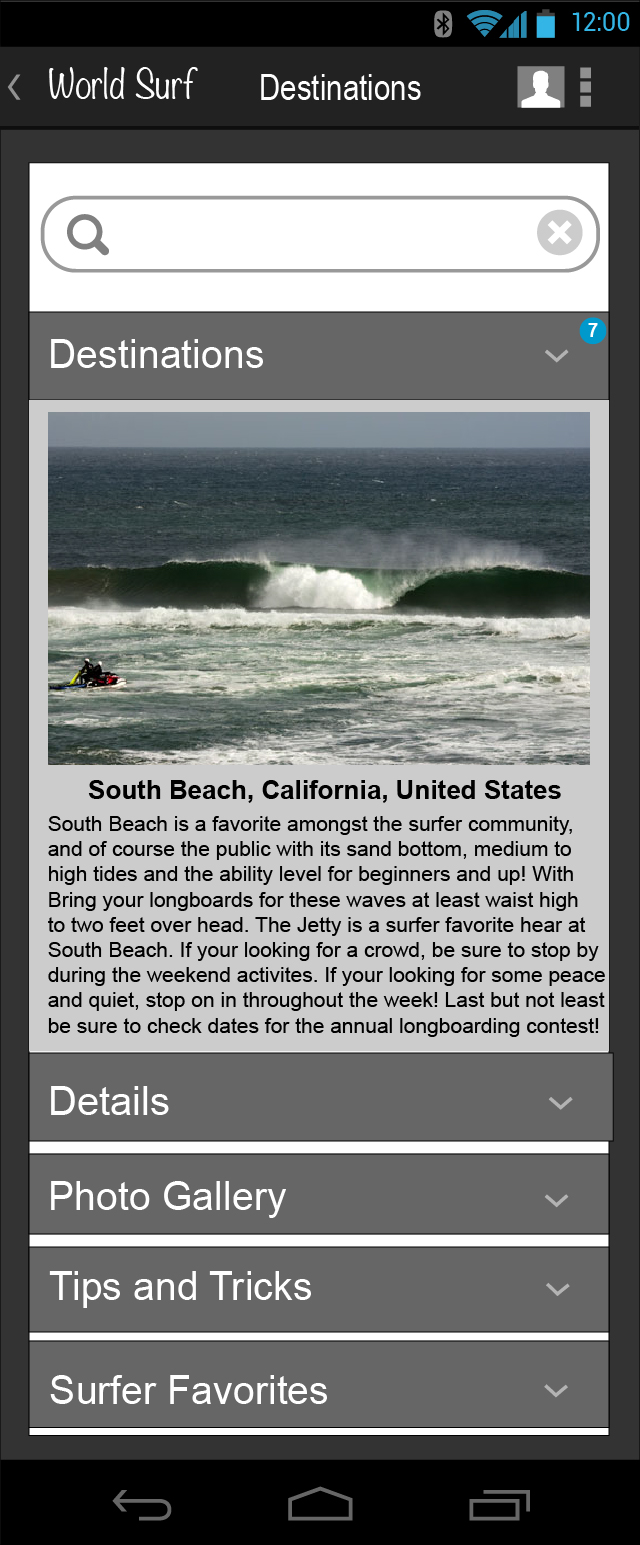 12:00
World Surf Destinations
Destinations
7
South Beach, California, United States
South Beach is a favorite amongst the surfer community,
and of course the public with its sand bottom, medium to
high tides and the ability level for beginners and up! With
Bring your longboards for these waves at least waist high
to two feet over head. The Jetty is a surfer favorite hear at
South Beach. If your looking for a crowd, be sure to stop by
during the weekend activites. If your looking for some peace
and quiet, stop on in throughout the week! Last but not least
be sure to check dates for the annual longboarding contest!
Details
Photo Gallery
Tips and Tricks
Surfer Favorites